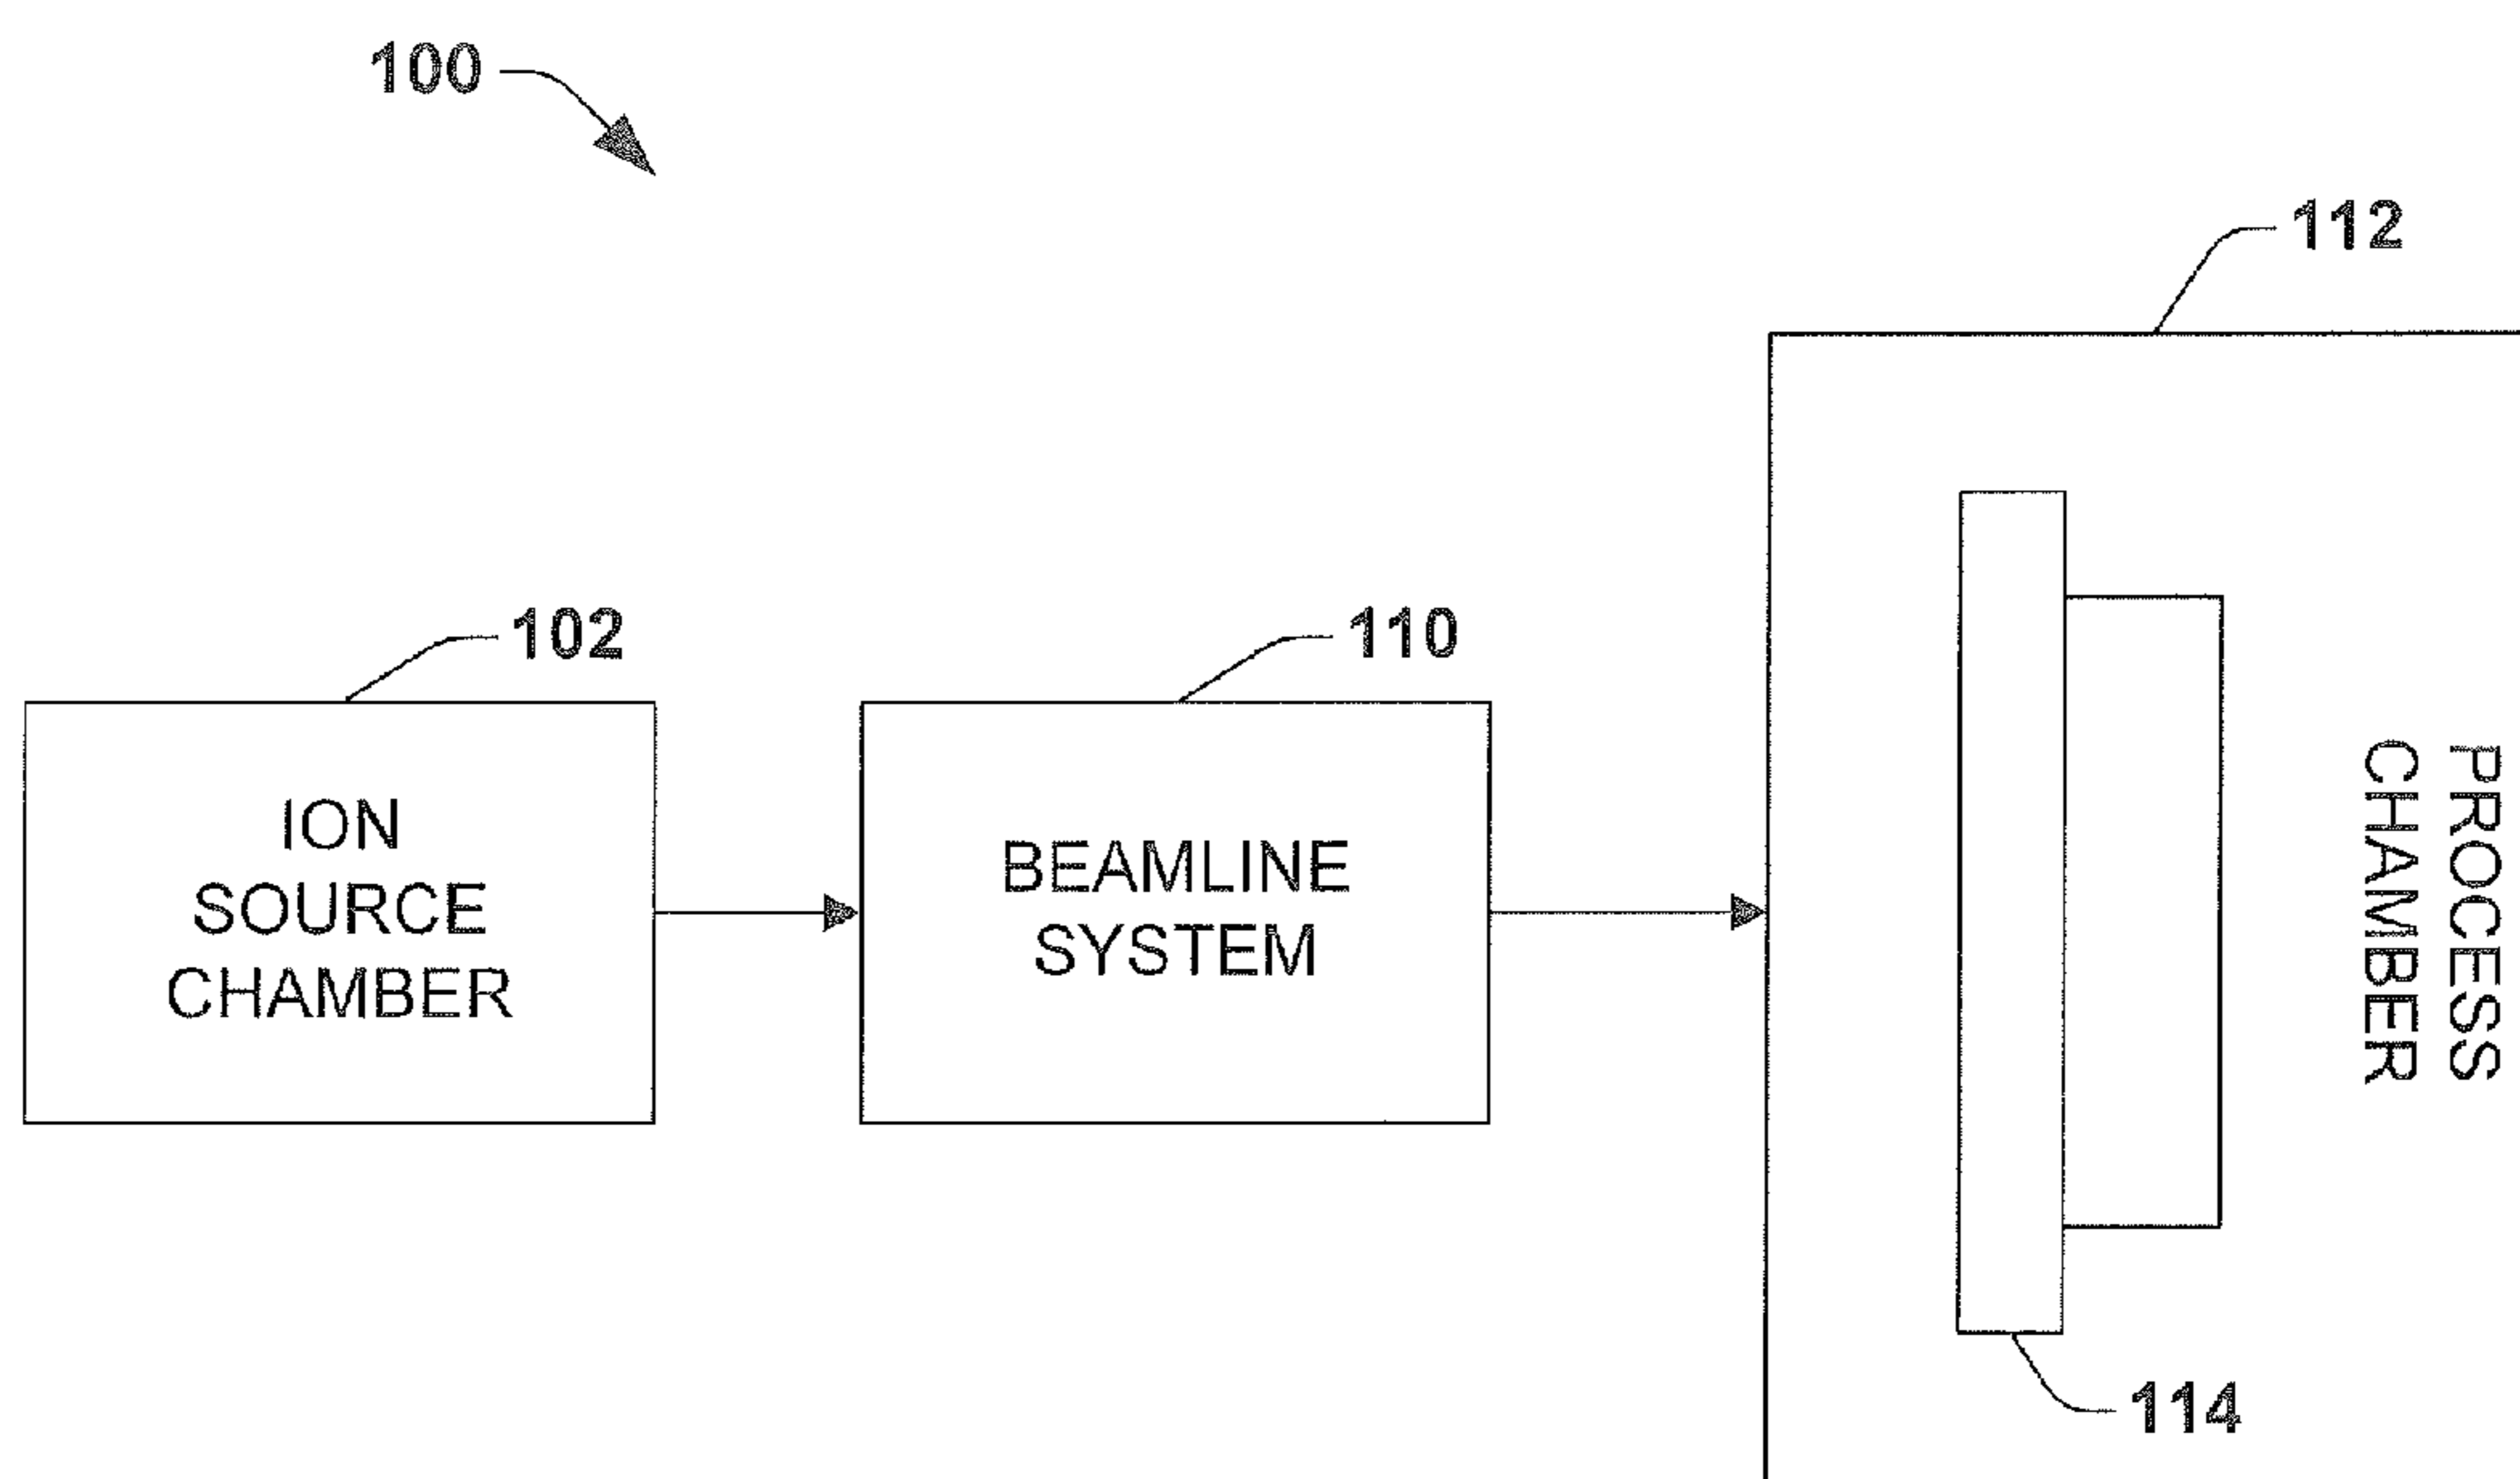 100
112
102
110
ION
SOURCE
CHAMBER
BEAMLINE
SYSTEM
PROCESS
CHAMBER
114